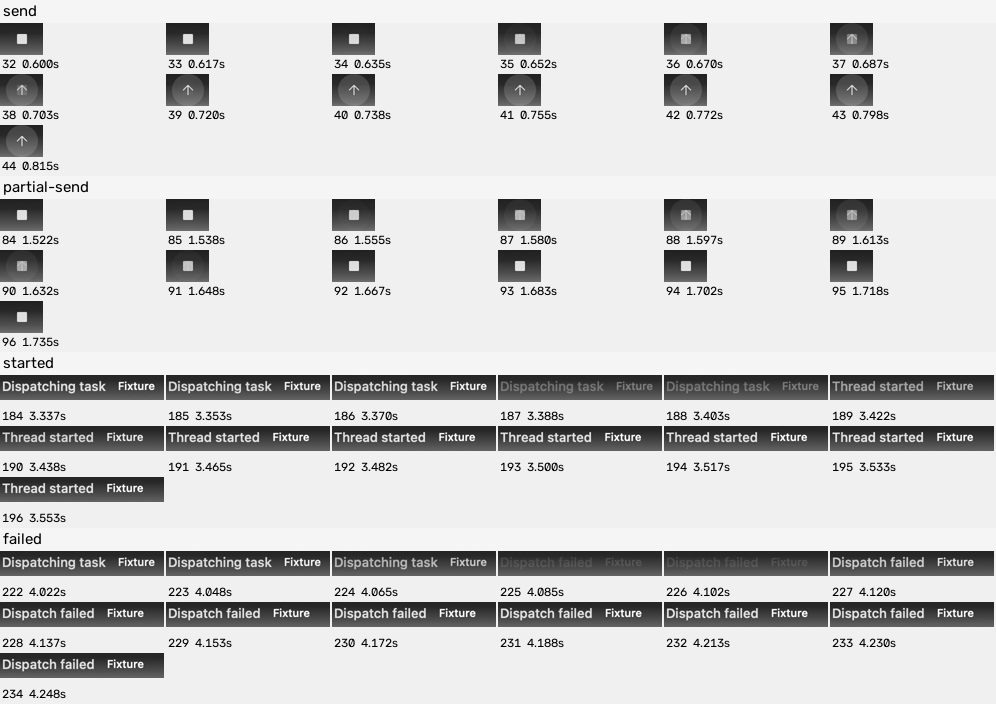 send
32 0.600s 33 0.617s 34 0.635s 35 0.652s 36 0.670s 37 0.687s
38 0.703s 39 0.720s 40 0.738s 41 0.755s 42 0.772s 43 0.798s
44 0.815s
partial-send
84 1.522s 85 1.538s 86 1.555s 87 1.580s 88 1.597s 89 1.613s
90 1.632s 91 1.648s 92 1.667s 93 1.683s 94 1.702s 95 1.718s
96 1.735s
started
Dispatching task Fixture Dispatching task Fixture Dispatching task Fixture Dispatching task Fixture Dispatching task Fixture Thread started Fixture
184 3.337s 185 3.353s 186 3.370s 187 3.388s 188 3.403s 189 3.422s
Thread started Fixture Thread started Fixture Thread started Fixture Thread started Fixture Thread started Fixture Thread started Fixture
190 3.438s 191 3.465s 192 3.482s 193 3.500s 194 3.517s 195 3.533s
Thread started Fixture
196 3.553s
failed
Dispatching task Fixture Dispatching task Fixture Dispatching task Fixture Dispatch failed Fixture Dispatch failed Fixture Dispatch failed Fixture
222 4.022s 223 4.048s 224 4.065s 225 4.085s 226 4.102s 227 4.120s
Dispatch failed Fixture Dispatch failed Fixture Dispatch failed Fixture Dispatch failed Fixture Dispatch failed Fixture Dispatch failed Fixture
228 4.137s 229 4.153s 230 4.172s 231 4.188s 232 4.213s 233 4.230s
Dispatch failed Fixture
234 4.248s